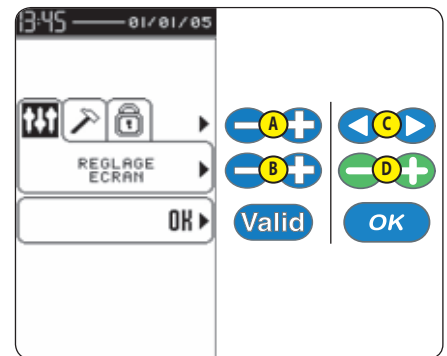 13:45 01/01/05
A
C
REGLAGE
ECRAN
B
D
OK
Valid
OK